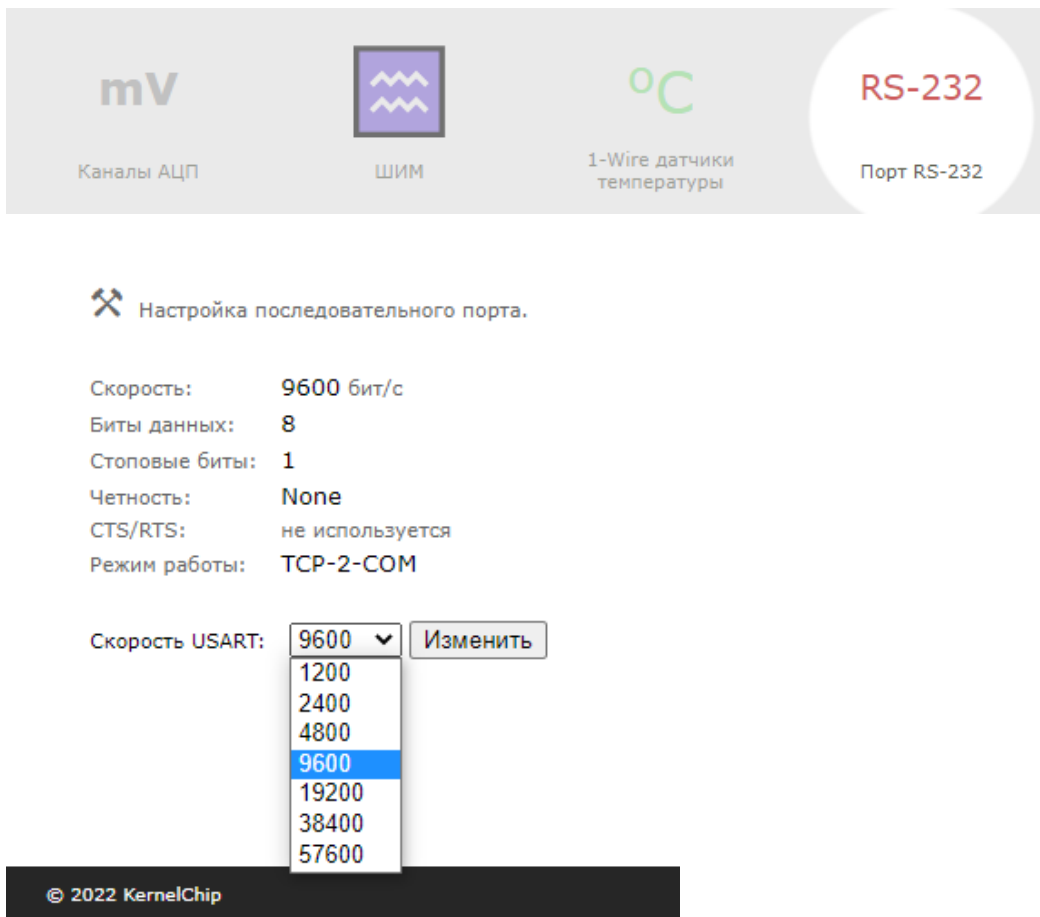 mV
Каналы АЦП
ШИМ
ºC
1-Wire датчики
температуры
RS-232
Порт RS-232
Настройка последовательного порта.
Скорость: 9600 бит/с
Биты данных: 8
Стоповые биты: 1
Четность: None
CTS/RTS: не используется
Режим работы: TCP-2-COM
Скорость USART: 9600 Изменить
1200
2400
4800
9600
19200
38400
57600
© 2022 KernelChip